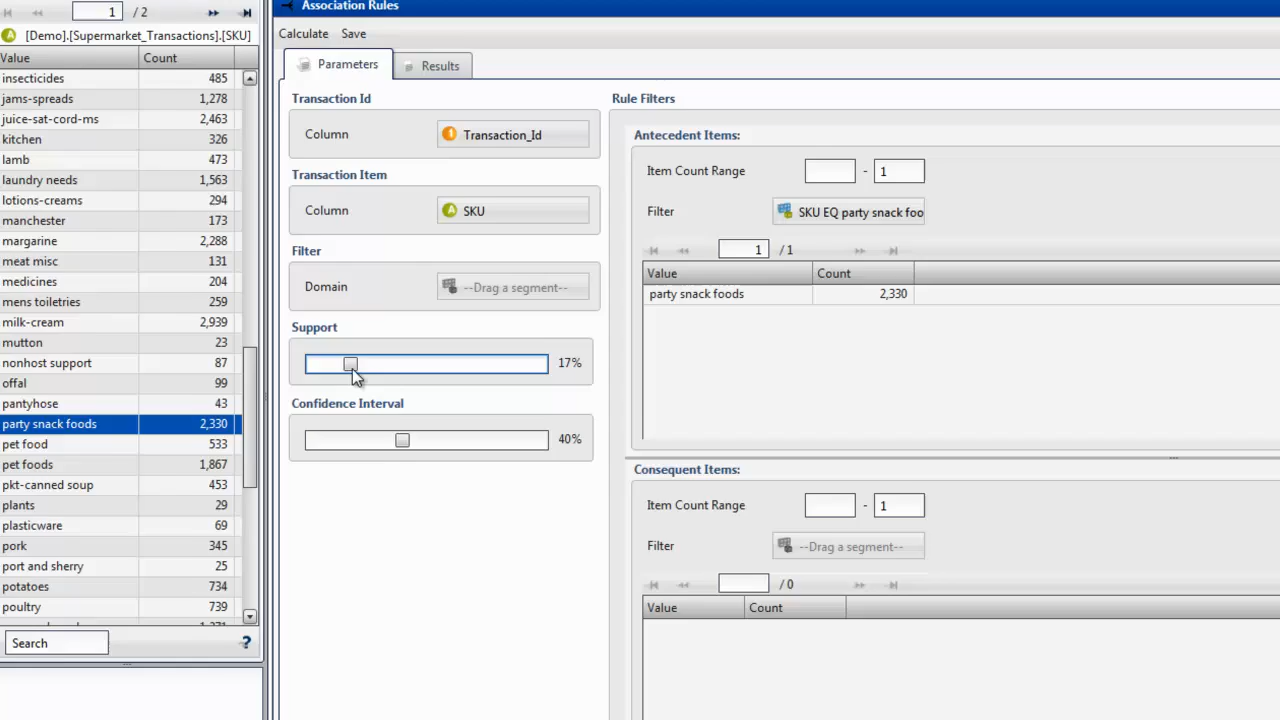 1 / 2
[Demo].[Supermarket_Transactions].[SKU]
Value Count
insecticides 485
jams-spreads 1,278
juice-sat-cord-ms 2,463
kitchen 326
lamb 473
laundry needs 1,563
lotions-creams 294
manchester 173
margarine 2,288
meat misc 131
medicines 204
mens toiletries 259
milk-cream 2,939
mutton 23
nonhost support 87
offal 99
pantyhose 43
party snack foods 2,330
pet food 533
pet foods 1,867
pkt-canned soup 453
plants 29
plasticware 69
pork 345
port and sherry 25
potatoes 734
poultry 739
Search ?
Association Rules
Calculate Save
Parameters Results
Transaction Id
Column Transaction_Id
Transaction Item
Column SKU
Filter
Domain --Drag a segment--
Support
17%
Confidence Interval
40%
Rule Filters
Antecedent Items:
Item Count Range - 1
Filter SKU EQ party snack foo
1 / 1
Value Count
party snack foods 2,330
Consequent Items:
Item Count Range - 1
Filter --Drag a segment--
/ 0
Value Count